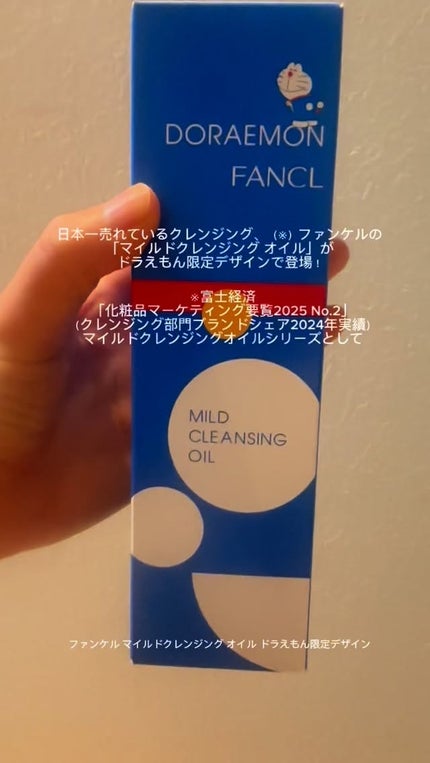 DORAEMON
FANCL
日本一売れているクレンジング、(※) ファンケルの
「マイルドクレンジング オイル」が
ドラえもん限定デザインで登場！
※富士経済
「化粧品マーケティング要覧2025 No.2」
(クレンジング部門ブランドシェア2024年実績)
マイルドクレンジングオイルシリーズとして
MILD
CLEANSING
OIL
ファンケル マイルドクレンジング オイル ドラえもん限定デザイン